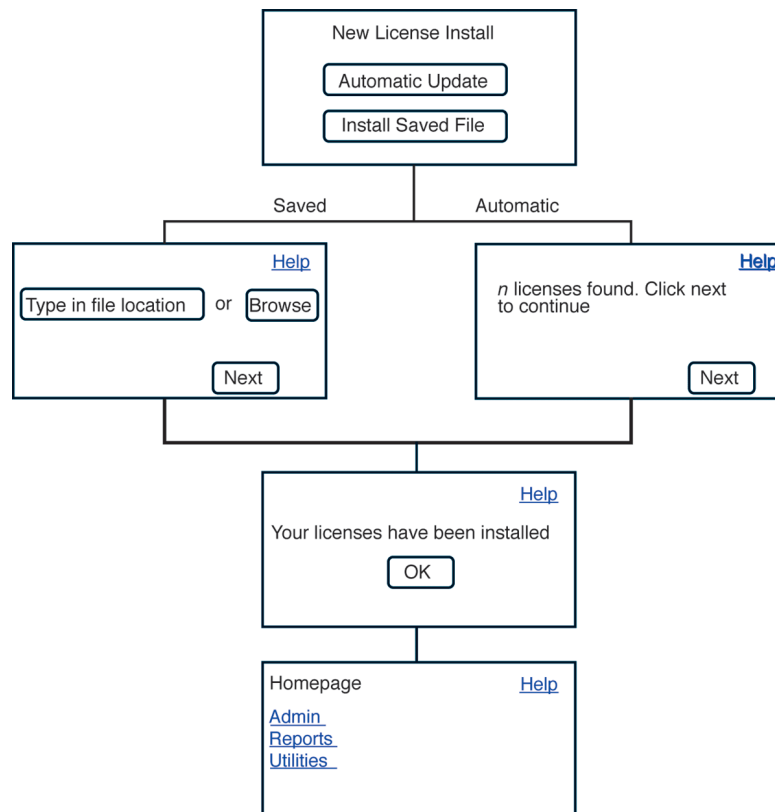 New License Install
Automatic Update
Install Saved File
Saved
Automatic
Help
Type in file location or Browse
Next
Help
n licenses found. Click next
to continue
Next
Help
Your licenses have been installed
OK
Homepage
Help
Admin
Reports
Utilities